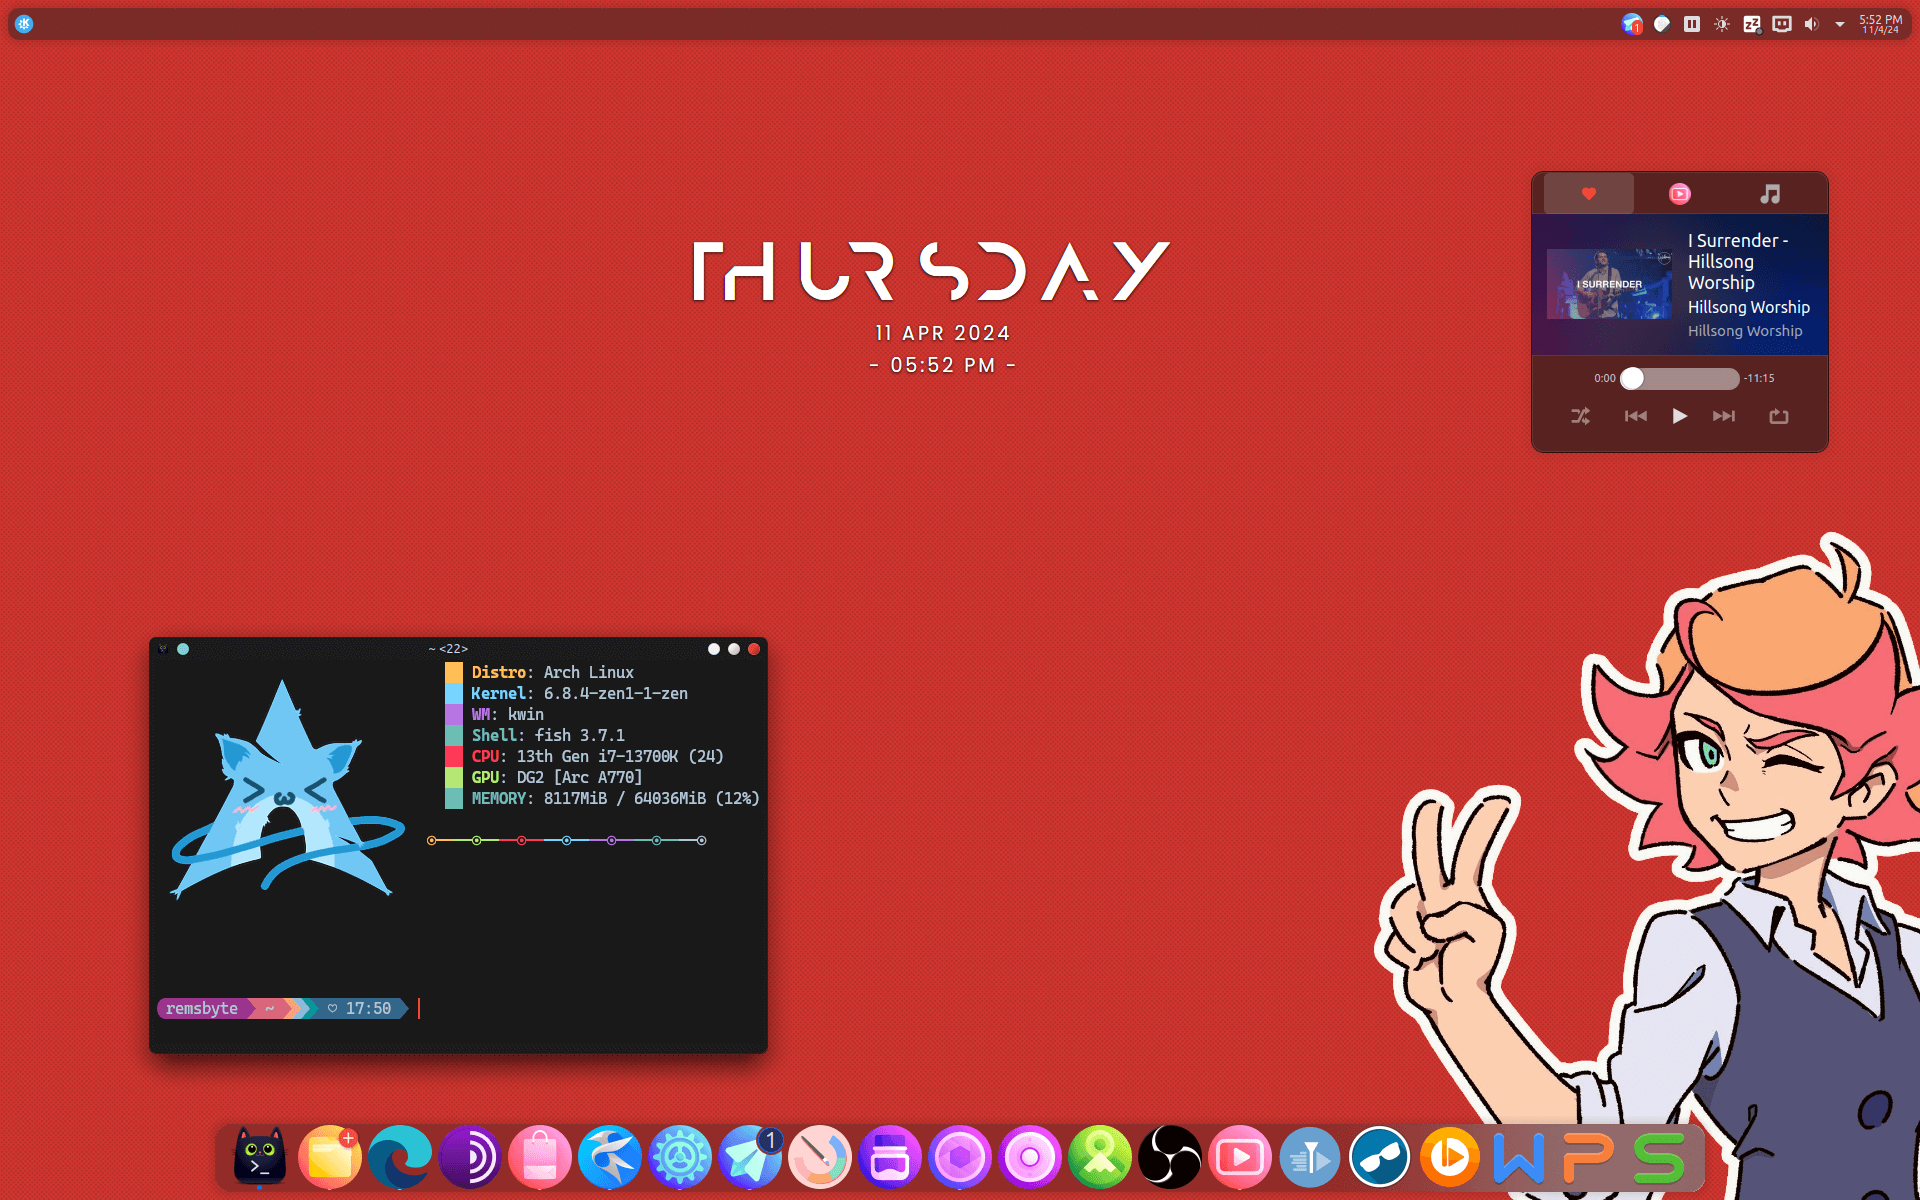 1
5:52 PM
11/4/24
THURSDAY
11 APR 2024
- 05:52 PM -
I Surrender -
Hillsong
Worship
Hillsong Worship
Hillsong Worship
I SURRENDER
0:00
-11:15
~ <22>
Distro: Arch Linux
Kernel: 6.8.4-zen1-1-zen
WM: kwin
Shell: fish 3.7.1
CPU: 13th Gen i7-13700K (24)
GPU: DG2 [Arc A770]
MEMORY: 8117MiB / 64036MiB (12%)
remsbyte ~ ♡ 17:50
1
W P S